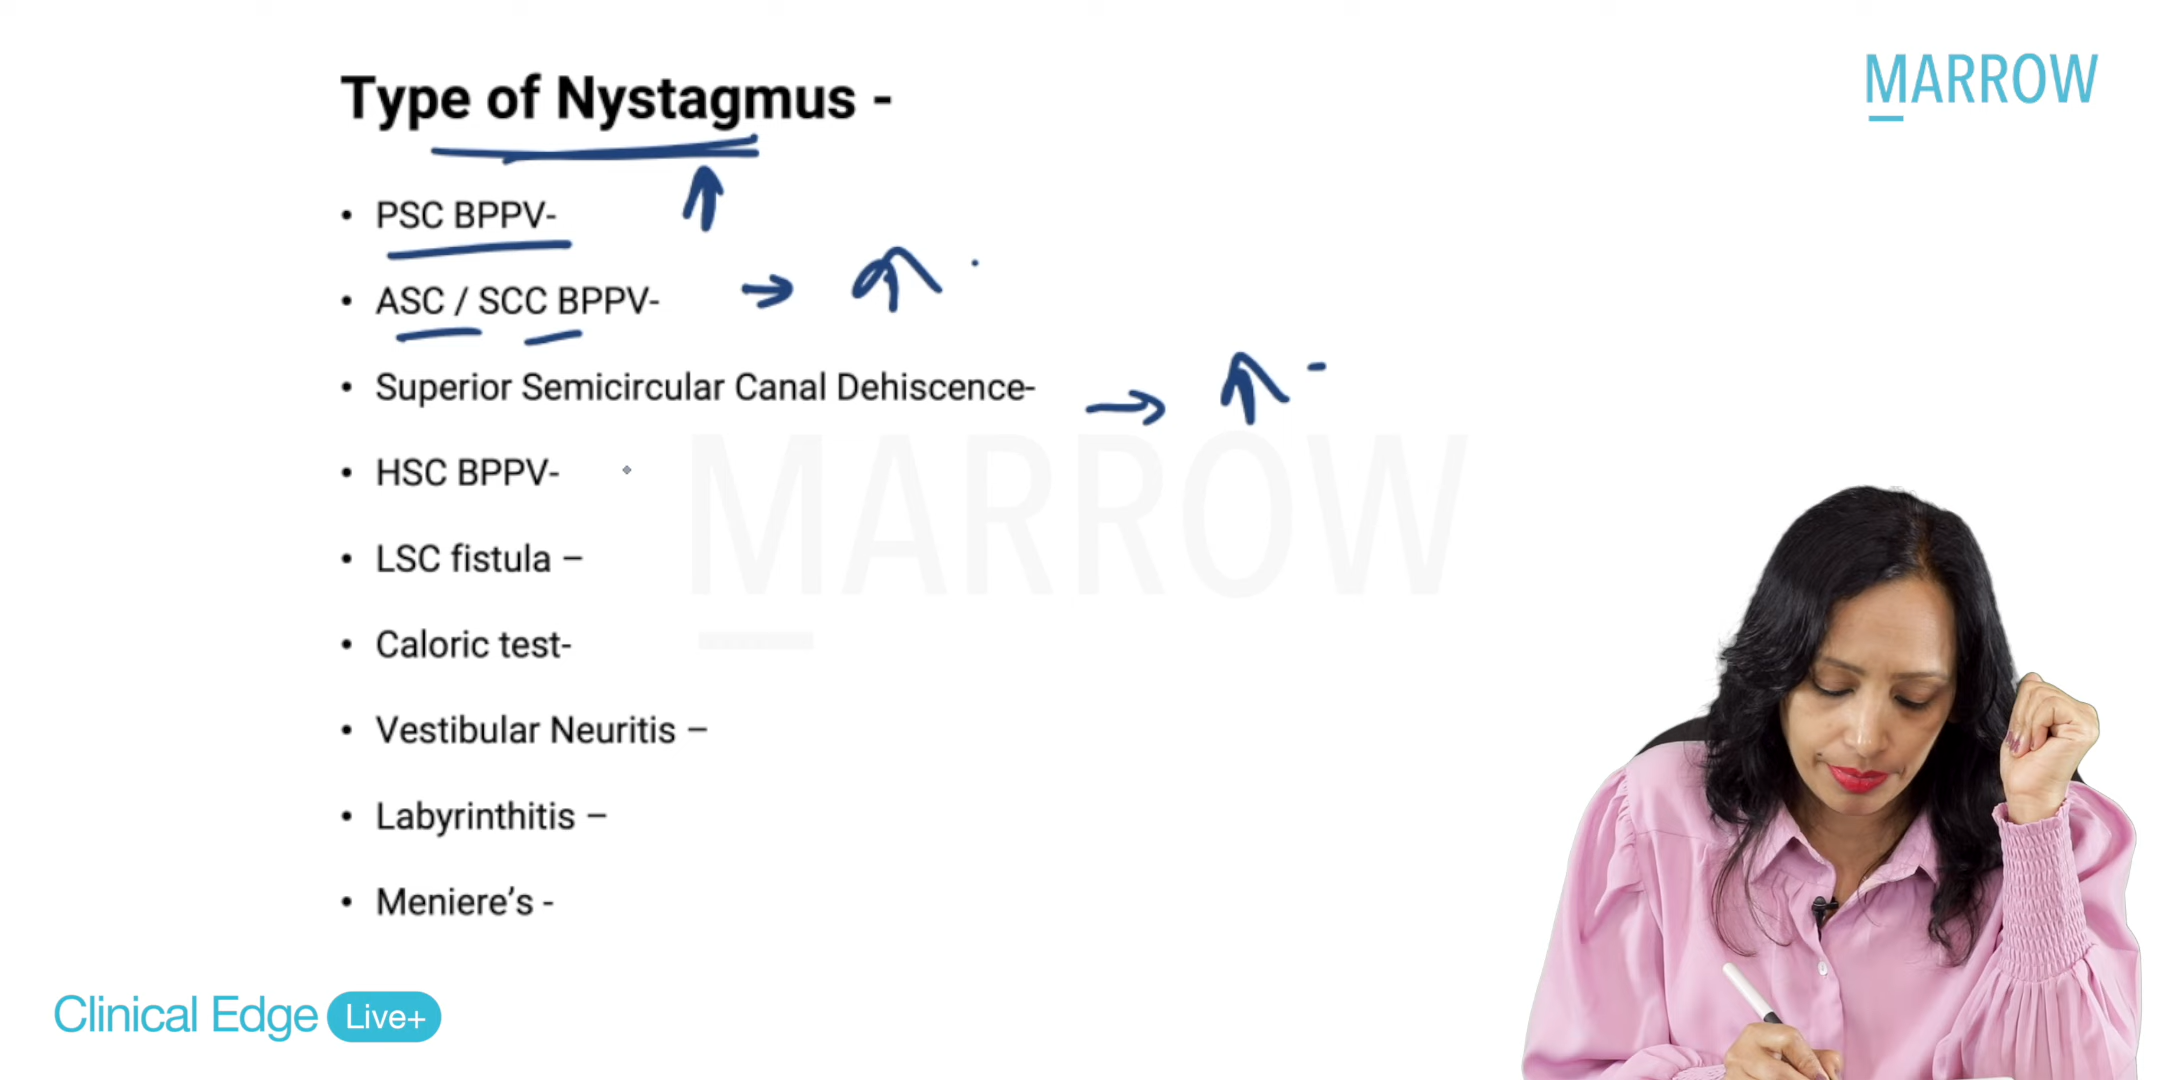 MARROW
Type of Nystagmus -
• PSC BPPV- ↑
• ASC / SCC BPPV- → ↑
• Superior Semicircular Canal Dehiscence- → ↑ -
• HSC BPPV-
• LSC fistula –
• Caloric test-
• Vestibular Neuritis –
• Labyrinthitis –
• Meniere’s -
MARROW
Clinical Edge Live+